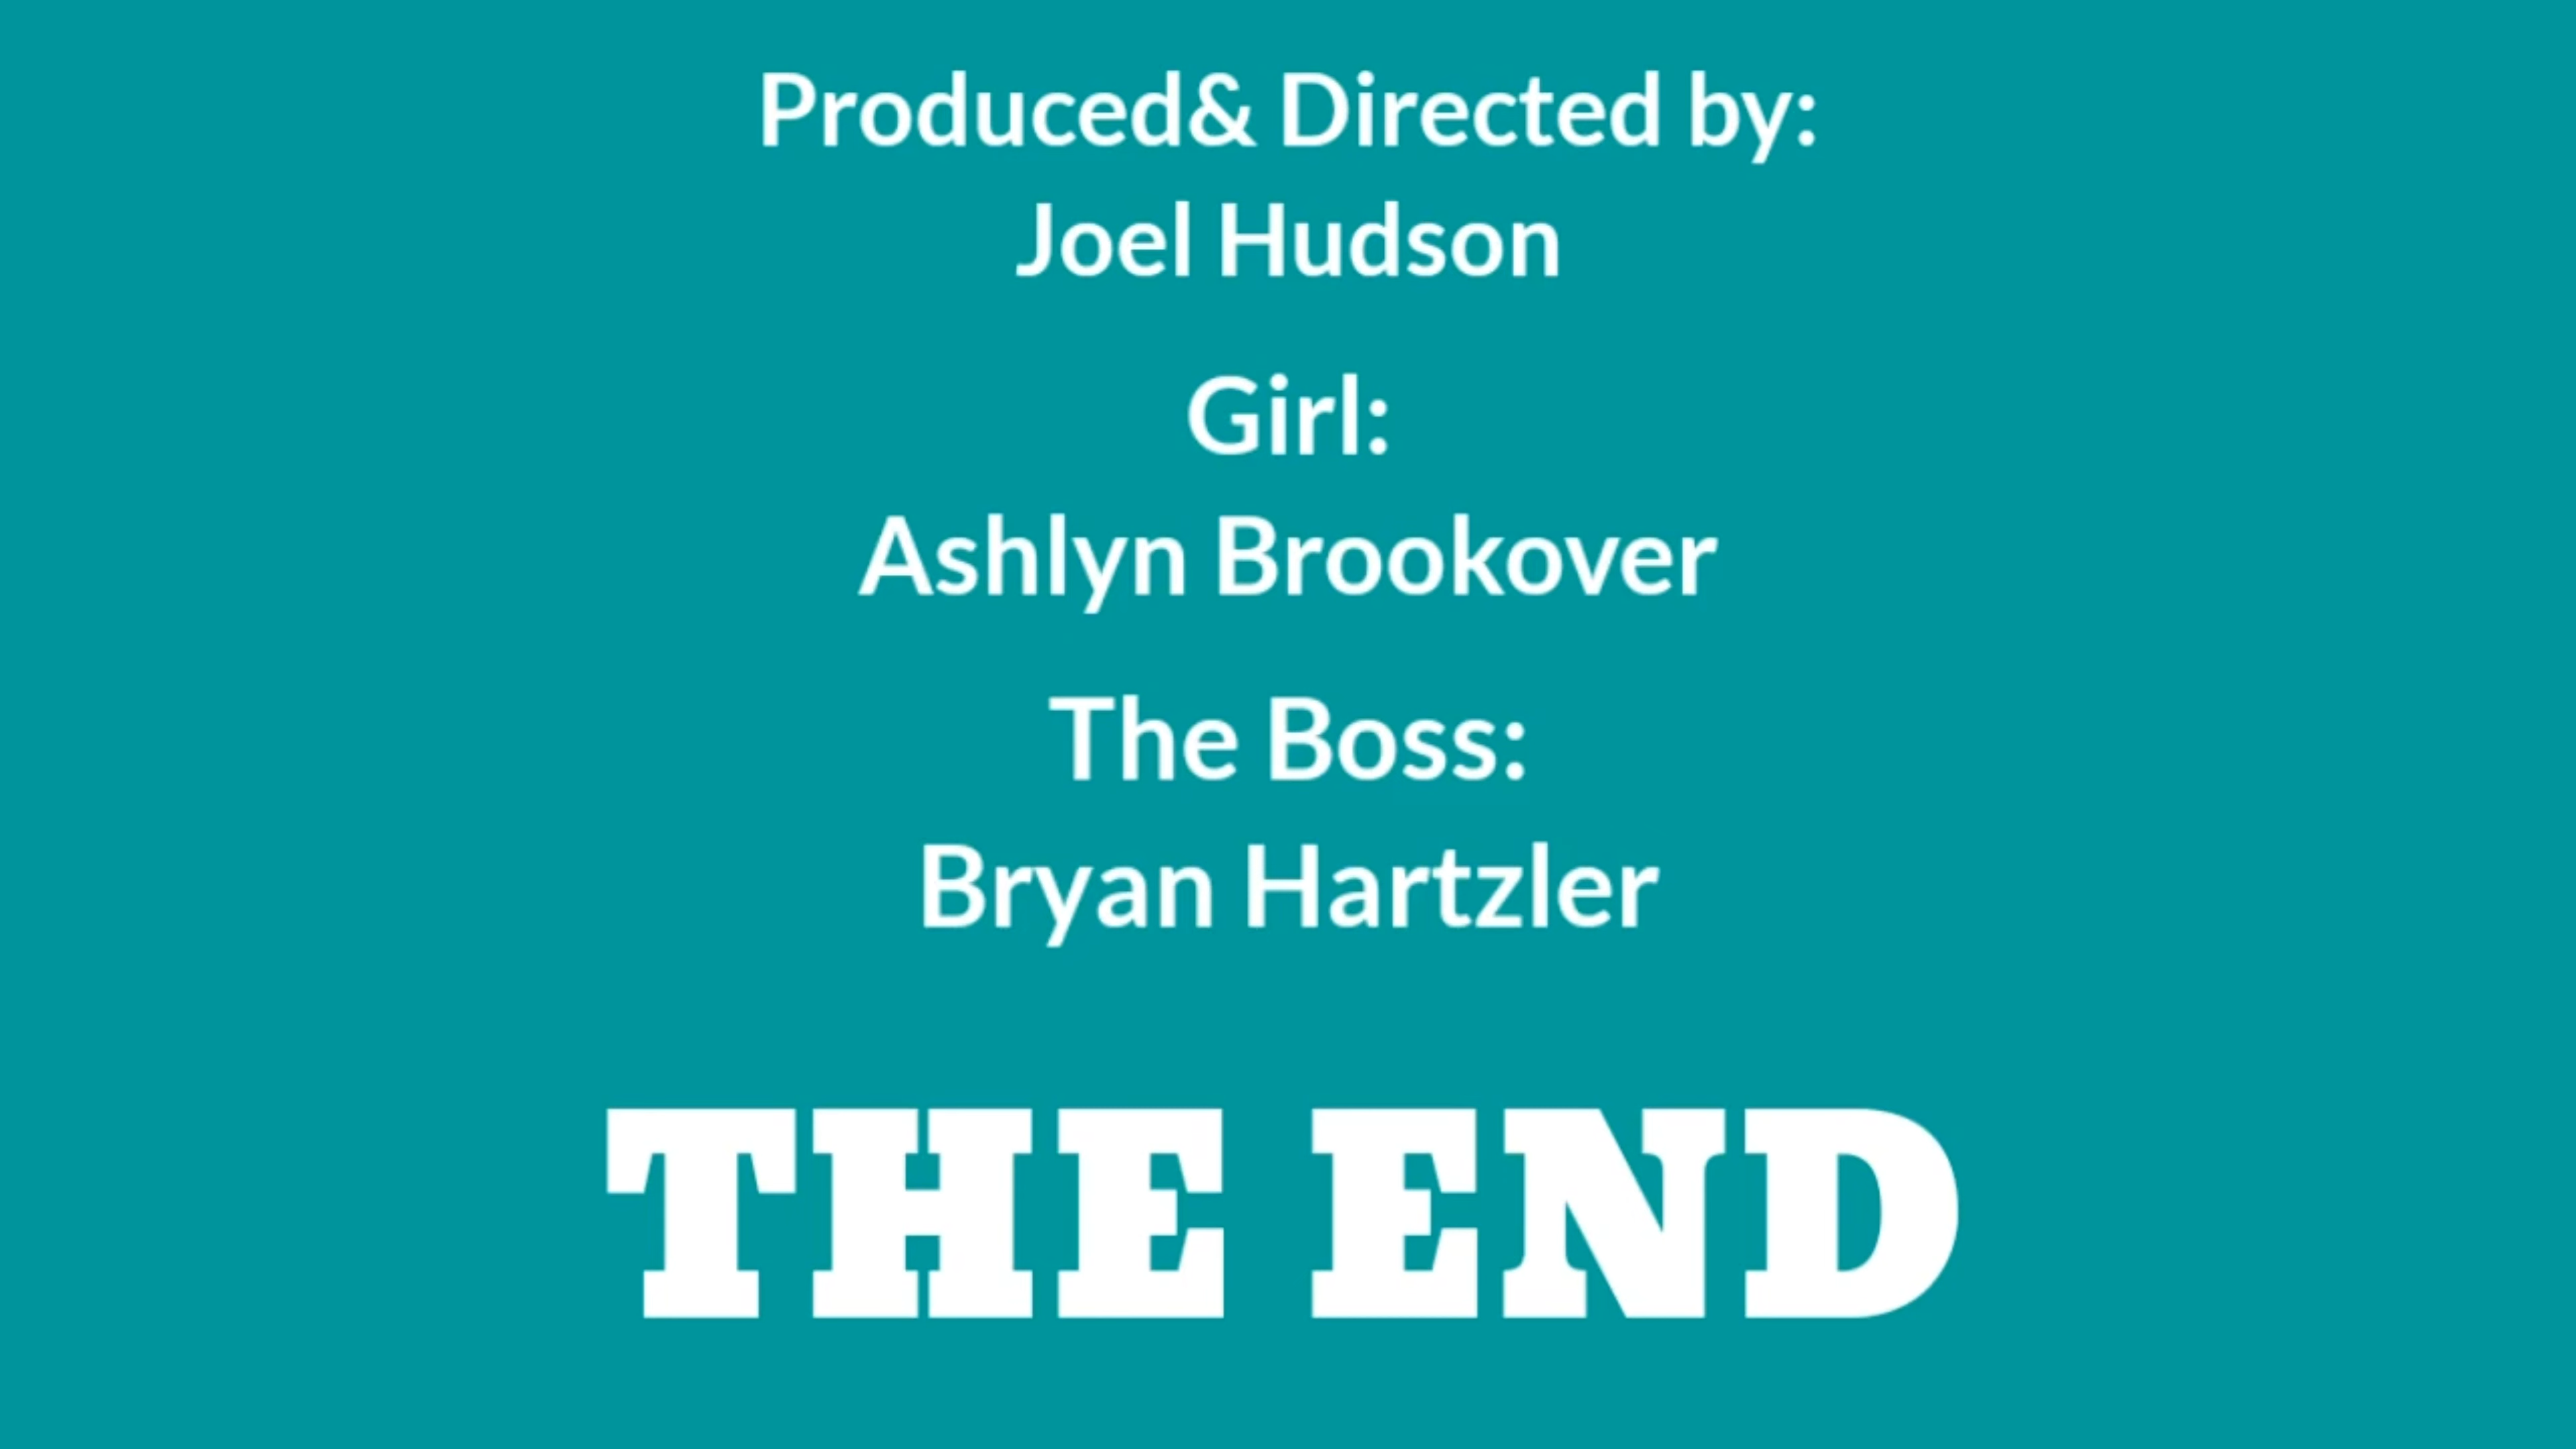 Produced& Directed by:
Joel Hudson
Girl:
Ashlyn Brookover
The Boss:
Bryan Hartzler
THE END